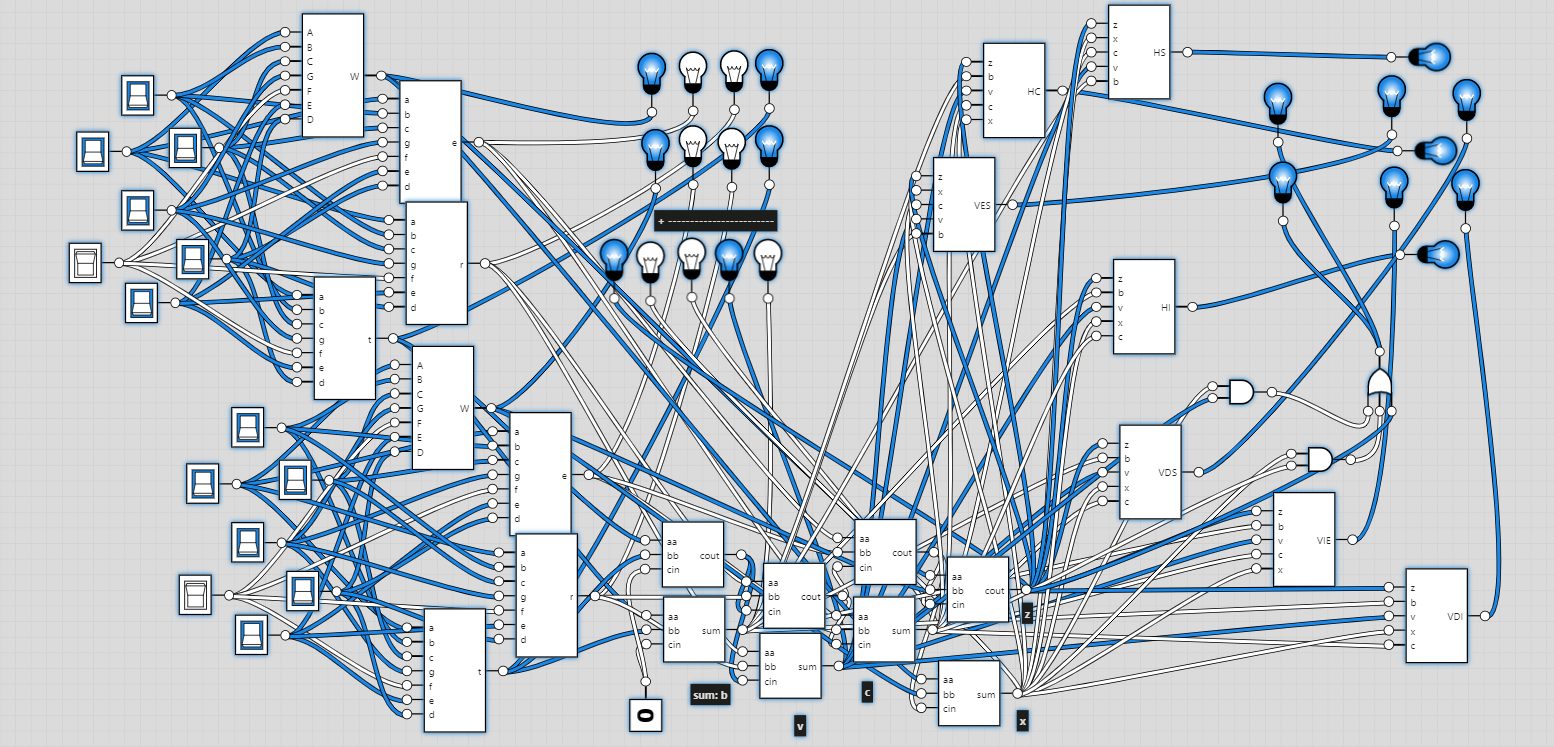 A
B
C
G
F
E
D
W
a
b
c
g
f
e
d
e
a
b
c
g
f
e
d
r
a
b
c
g
f
e
d
t
A
B
C
G
F
E
D
W
a
b
c
g
f
e
d
e
a
b
c
g
f
e
d
r
a
b
c
g
f
e
d
t
+ ------------------------
z
b
v
c
x
HC
z
x
c
v
b
HS
z
x
c
v
b
VES
z
b
v
x
c
HI
z
b
v
x
c
VDS
z
b
v
c
x
VIE
z
b
v
x
c
VDI
aa
bb
cin
cout
aa
bb
cin
sum
aa
bb
cin
cout
aa
bb
cin
sum
aa
bb
cin
cout
aa
bb
cin
sum
aa
bb
cin
cout
aa
bb
cin
sum
0
sum: b
v
c
z
x